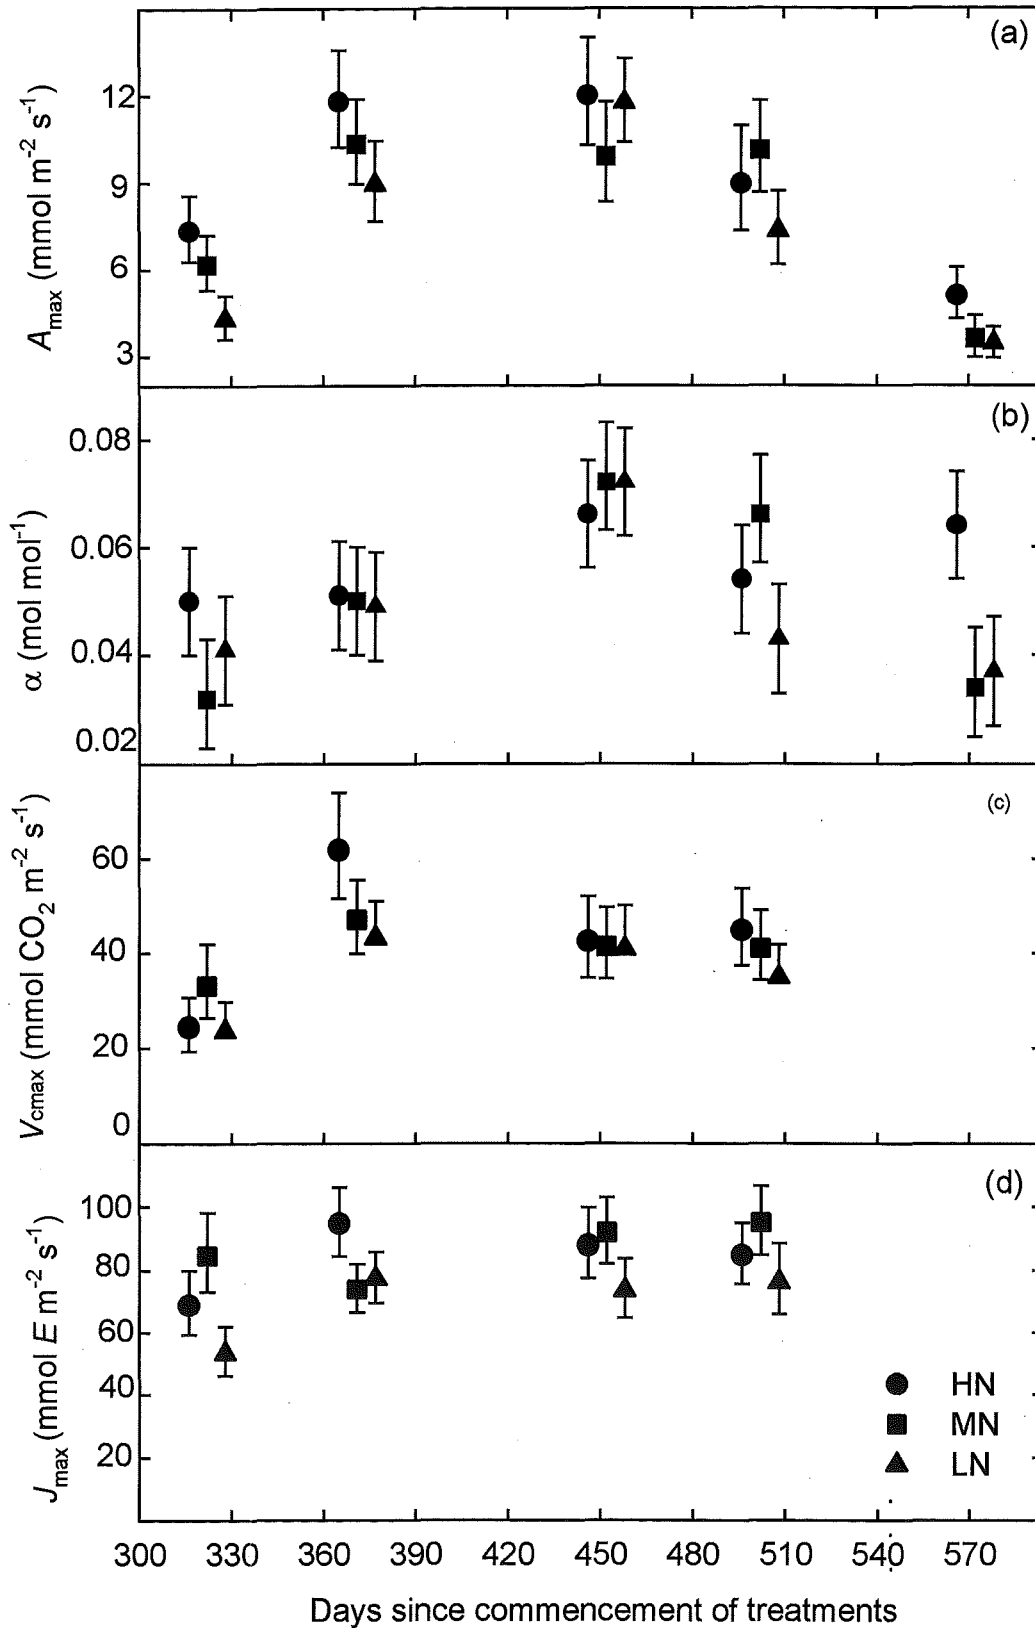 (a)
12
9
6
3
A_max (mmol m⁻² s⁻¹)
(b)
0.08
0.06
0.04
0.02
α (mol mol⁻¹)
(c)
60
40
20
0
V_cmax (mmol CO₂ m⁻² s⁻¹)
(d)
100
80
60
40
20
J_max (mmol E m⁻² s⁻¹)
HN
MN
LN
300 330 360 390 420 450 480 510 540 570
Days since commencement of treatments